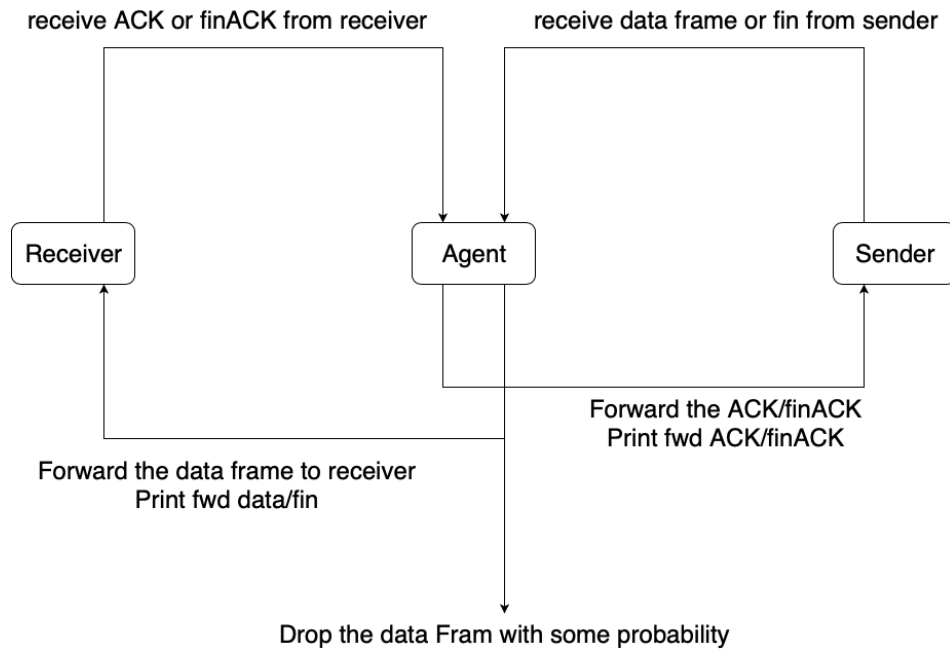 receive ACK or finACK from receiver
receive data frame or fin from sender
Receiver
Agent
Sender
Forward the ACK/finACK
Print fwd ACK/finACK
Forward the data frame to receiver
Print fwd data/fin
Drop the data Fram with some probability